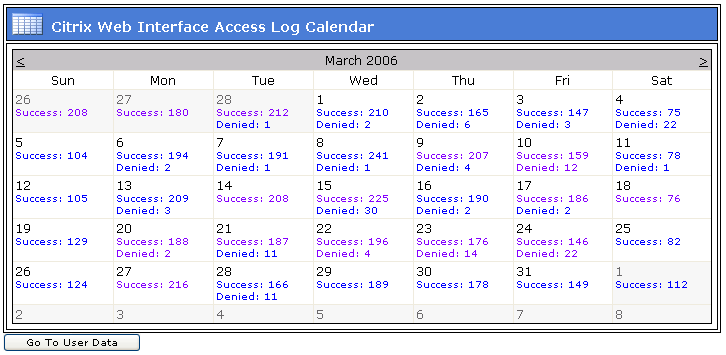 Citrix Web Interface Access Log Calendar
< March 2006 >
Sun Mon Tue Wed Thu Fri Sat
26 27 28 1 2 3 4
Success: 208 Success: 180 Success: 212 Success: 210 Success: 165 Success: 147 Success: 75
Denied: 1 Denied: 2 Denied: 6 Denied: 3 Denied: 22
5 6 7 8 9 10 11
Success: 104 Success: 194 Success: 191 Success: 241 Success: 207 Success: 159 Success: 78
Denied: 2 Denied: 1 Denied: 1 Denied: 4 Denied: 12 Denied: 1
12 13 14 15 16 17 18
Success: 105 Success: 209 Success: 208 Success: 225 Success: 190 Success: 186 Success: 76
Denied: 3 Denied: 30 Denied: 2 Denied: 2
19 20 21 22 23 24 25
Success: 129 Success: 188 Success: 187 Success: 196 Success: 176 Success: 146 Success: 82
Denied: 2 Denied: 11 Denied: 4 Denied: 14 Denied: 22
26 27 28 29 30 31 1
Success: 124 Success: 216 Success: 166 Success: 189 Success: 178 Success: 149 Success: 112
Denied: 11
2 3 4 5 6 7 8
Go To User Data